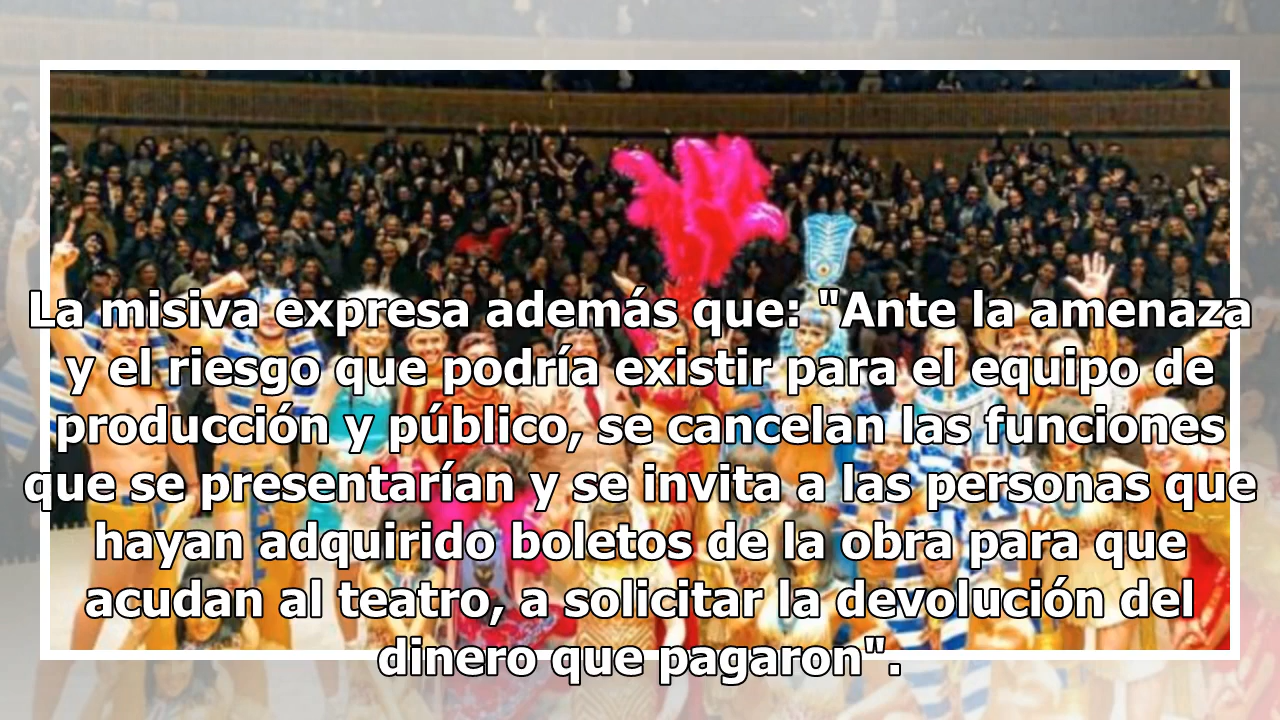 La misiva expresa además que: "Ante la amenaza
y el riesgo que podría existir para el equipo de
producción y público, se cancelan las funciones
que se presentarían y se invita a las personas que
hayan adquirido boletos de la obra para que
acudan al teatro, a solicitar la devolución del
dinero que pagaron".